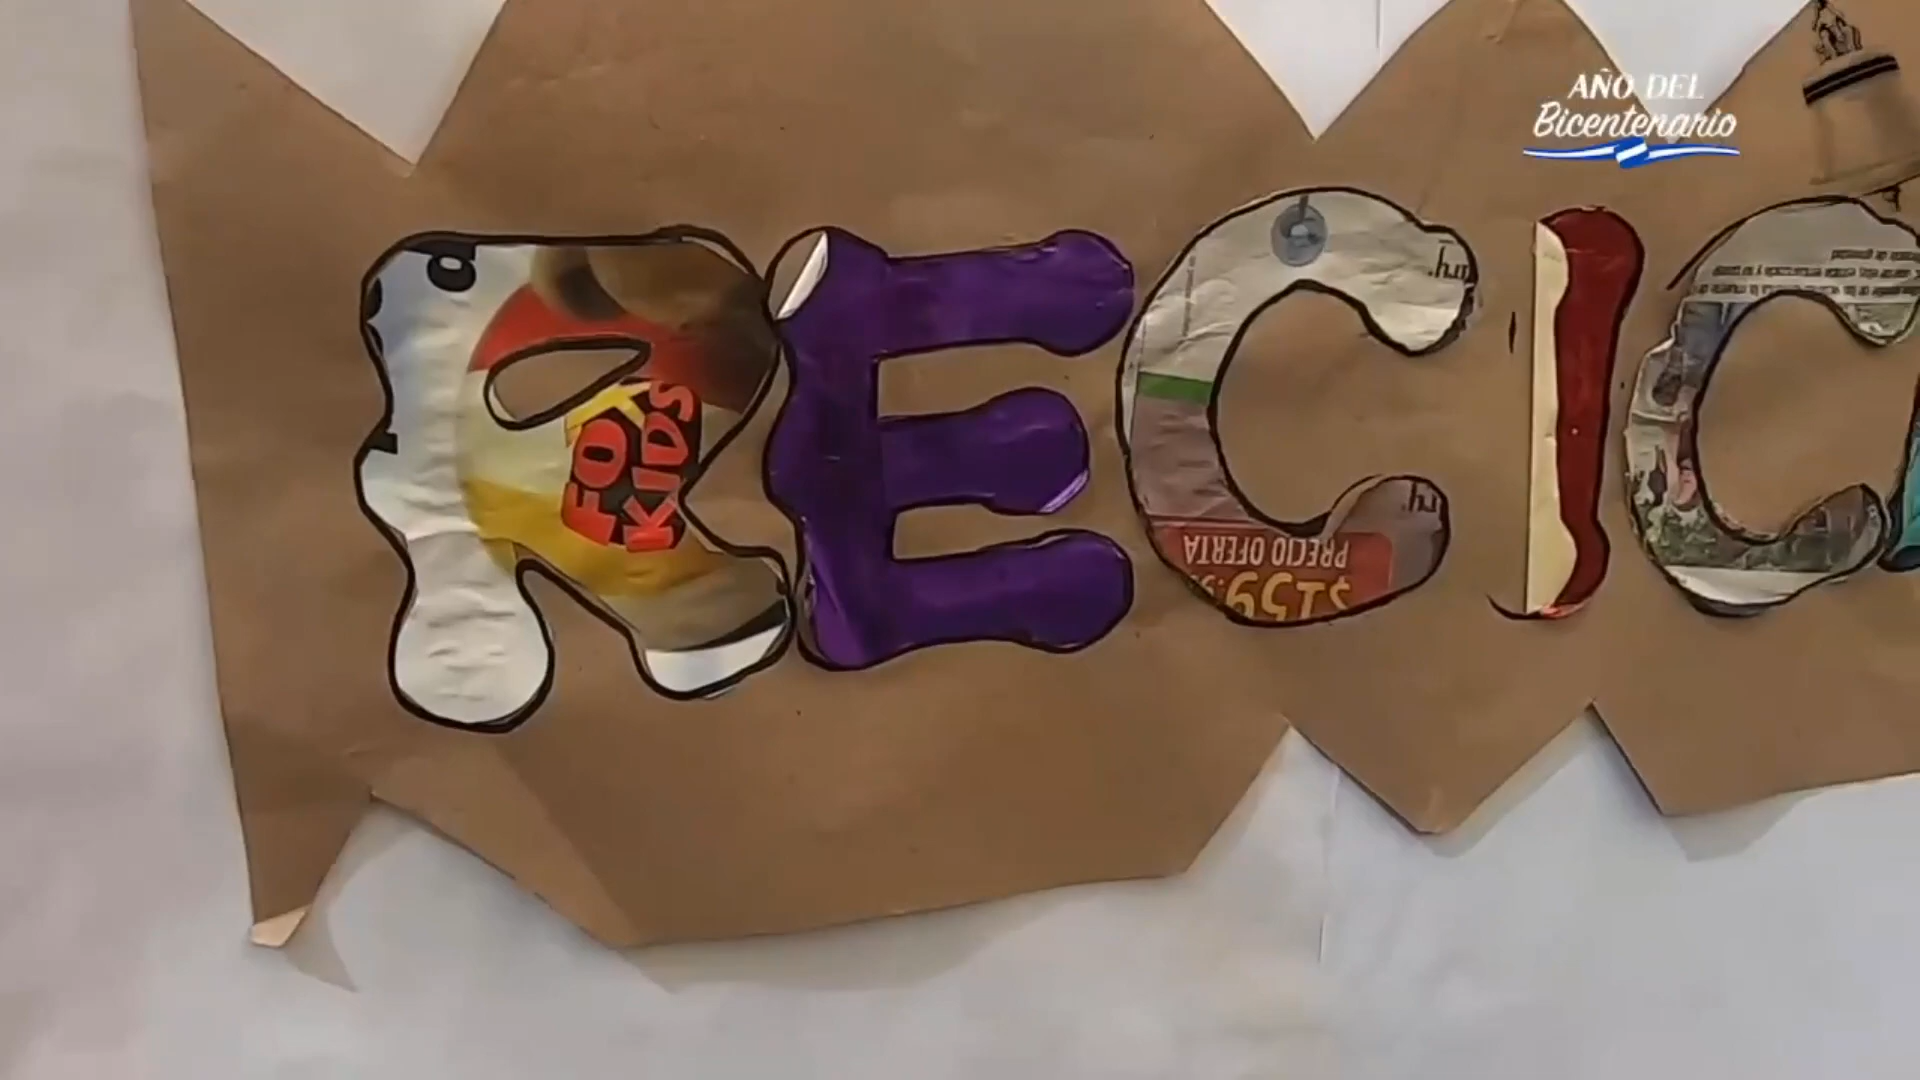 AÑO DEL
Bicentenario
RECIC
FOX
KIDS
PRECIO OFERTA
$159